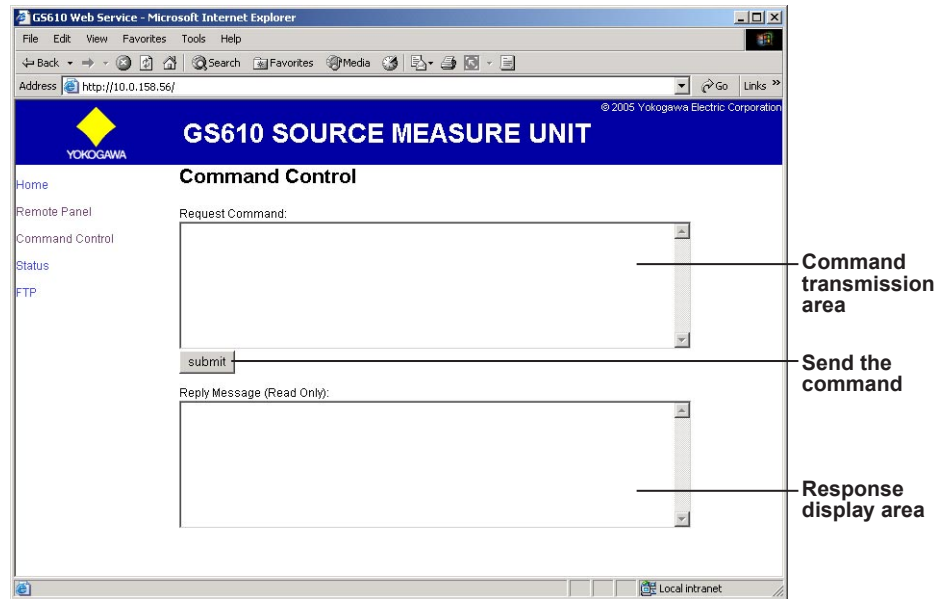 GS610 Web Service - Microsoft Internet Explorer
File Edit View Favorites Tools Help
Back Search Favorites Media
Address http://10.0.158.56/ Go Links »
© 2005 Yokogawa Electric Corporation
YOKOGAWA
GS610 SOURCE MEASURE UNIT
Home
Remote Panel
Command Control
Status
FTP
Command Control
Request Command:
submit
Reply Message (Read Only):
Local intranet
Command
transmission
area
Send the
command
Response
display area